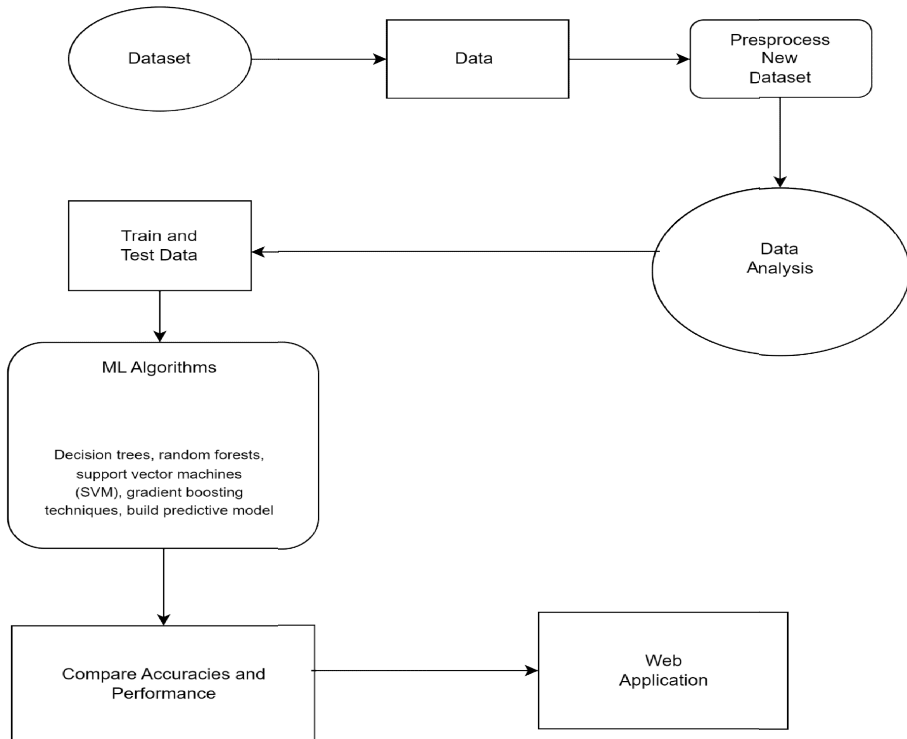 Dataset
Data
Presprocess
New
Dataset
Data
Analysis
Train and
Test Data
ML Algorithms
Decision trees, random forests,
support vector machines
(SVM), gradient boosting
techniques, build predictive model
Compare Accuracies and
Performance
Web
Application